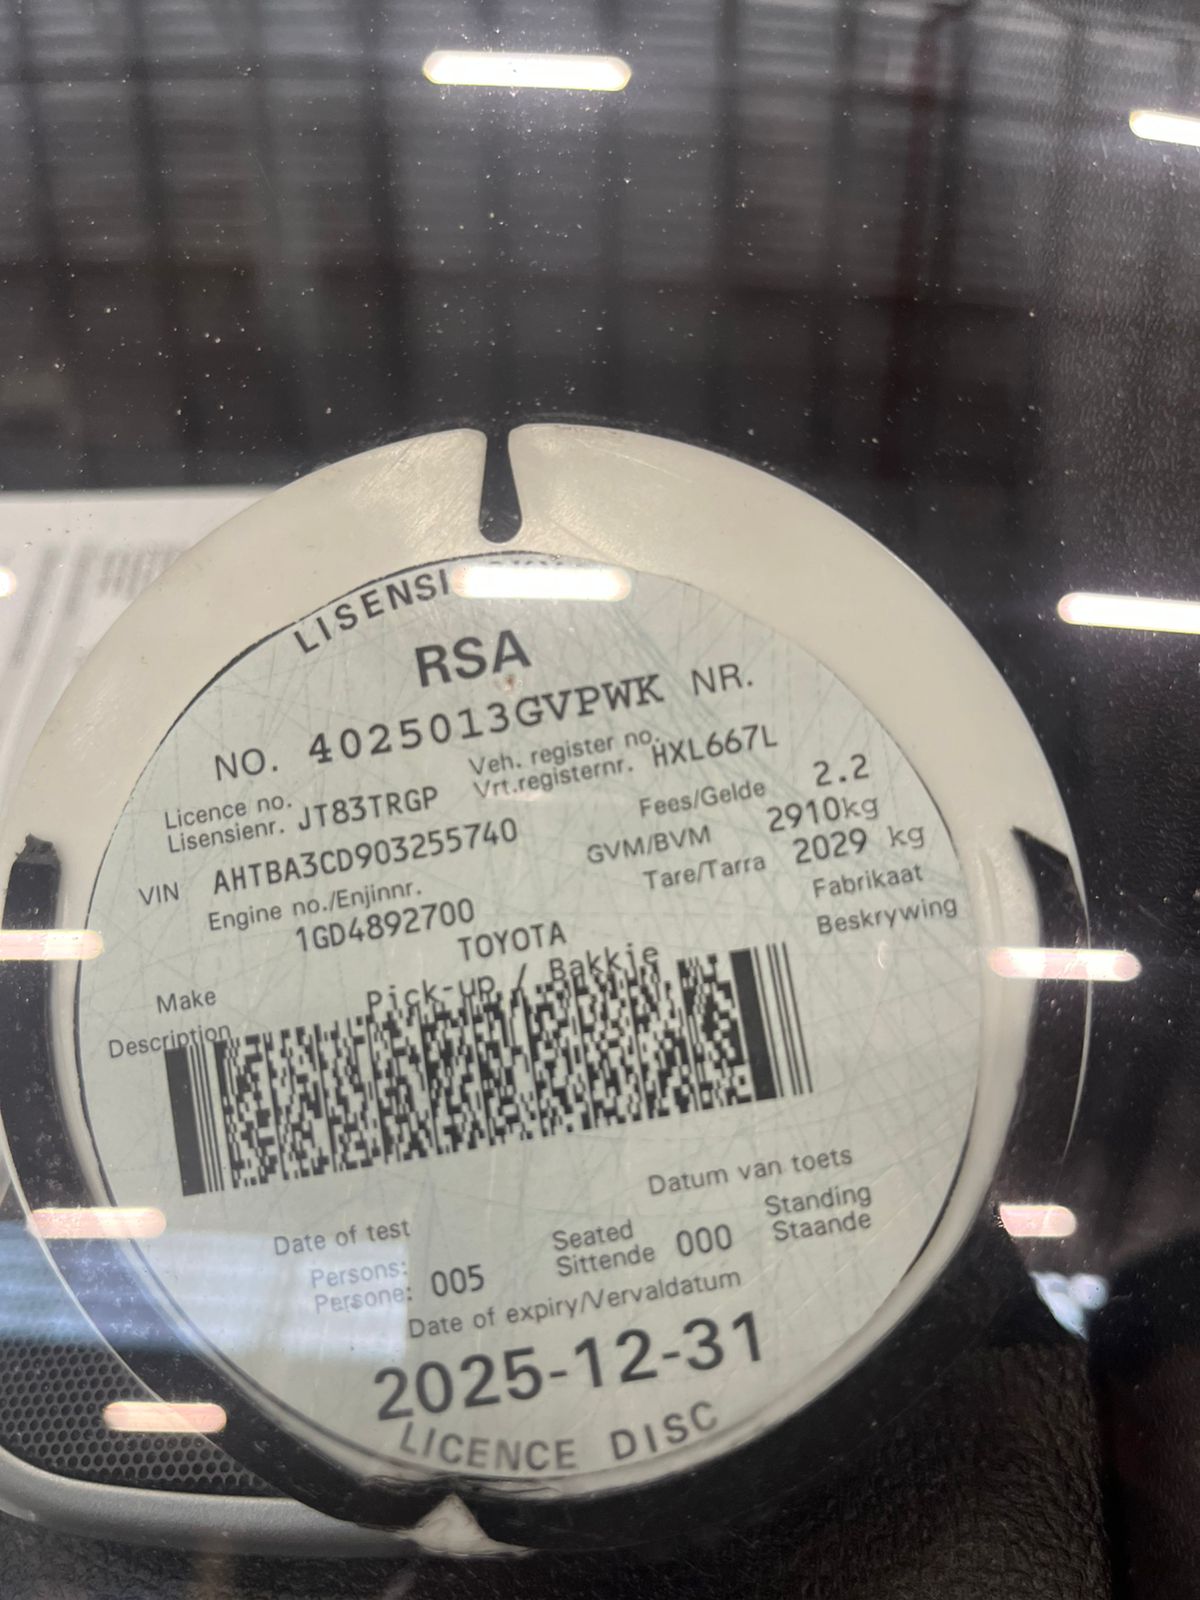 LISENSI
RSA
NO. 4025013GVPWK NR.
Licence no. Lisensienr. JT83TRGP Veh. register no. Vrt.registernr. HXL667L
VIN AHTBA3CD903255740 Fees/Gelde 2.2
Engine no./Enjinnr. GVM/BVM 2910kg
1GD4892700 Tare/Tarra 2029 kg
Make TOYOTA Fabrikaat
Description Pick-up / Bakkie Beskrywing
Date of test Datum van toets
Persons: Persone: 005 Seated Sittende 000 Standing Staande
Date of expiry/Vervaldatum
2025-12-31
LICENCE DISC